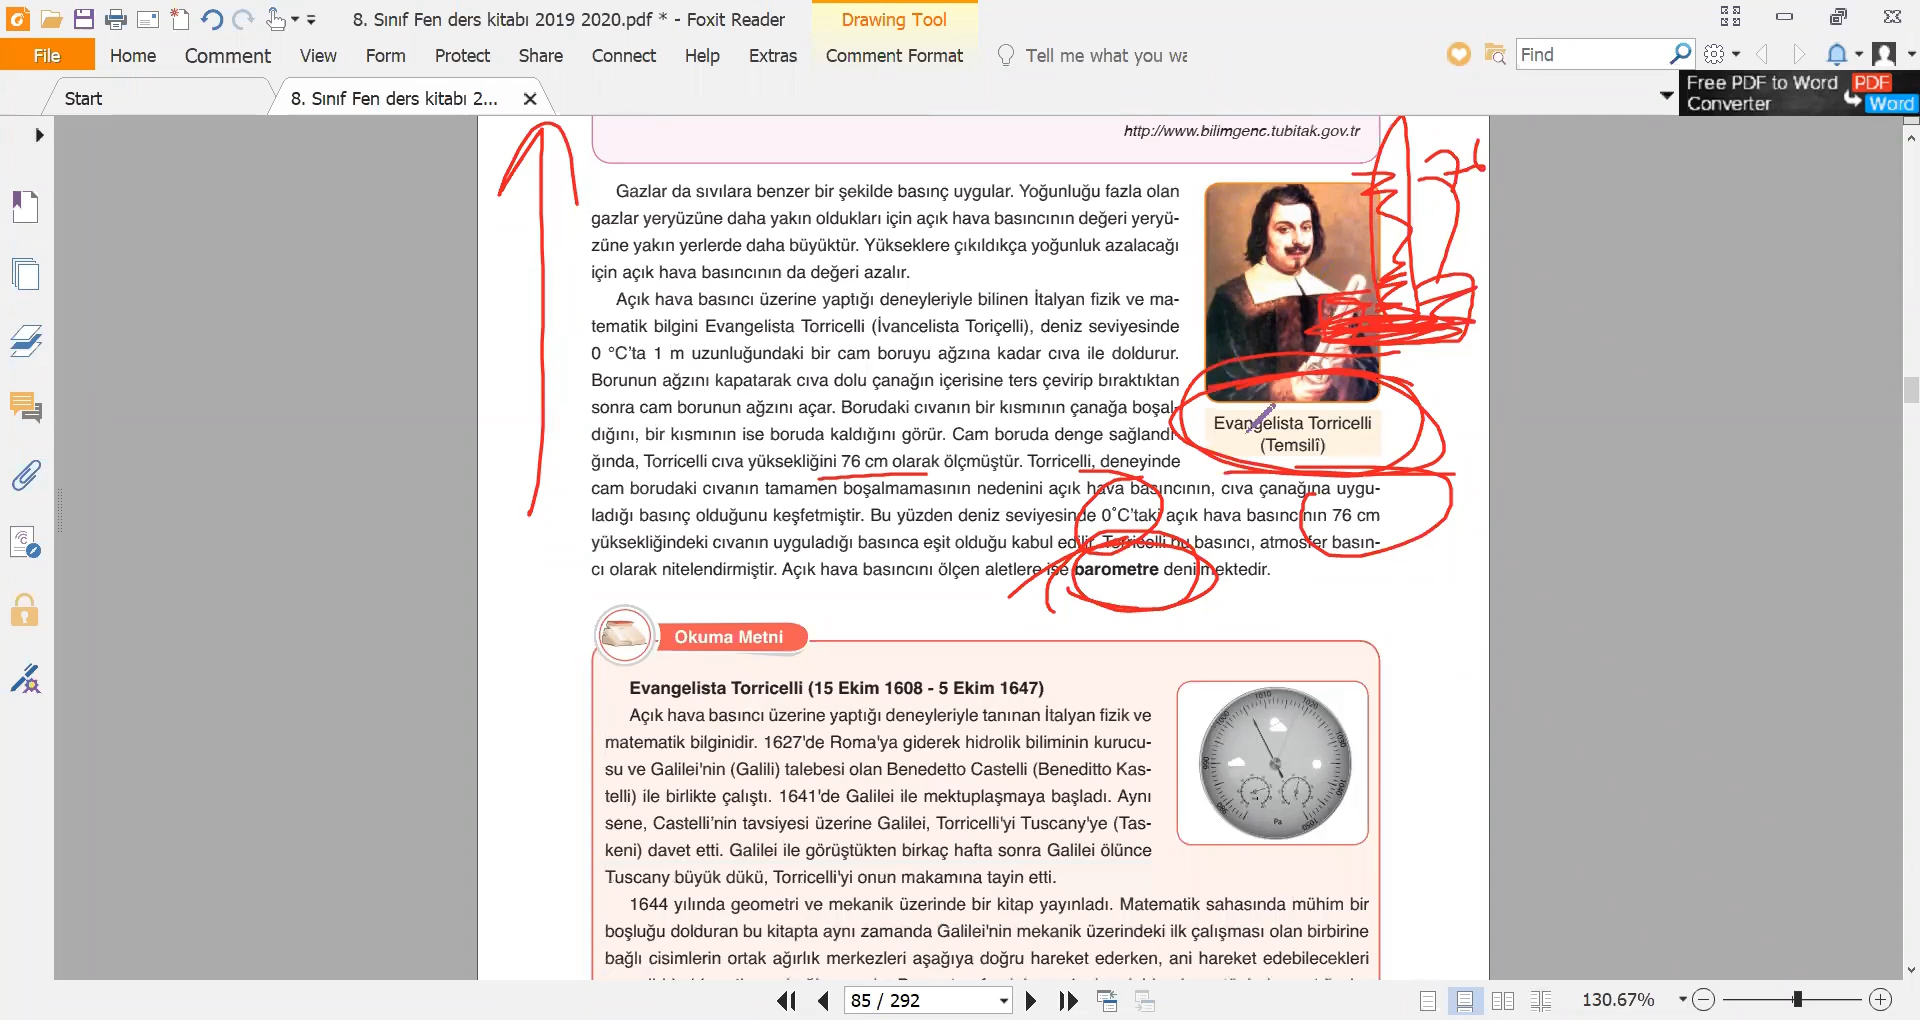 8. Sınıf Fen ders kitabı 2019 2020.pdf * - Foxit Reader
Drawing Tool
File Home Comment View Form Protect Share Connect Help Extras Comment Format Tell me what you wa
Find
Start
8. Sınıf Fen ders kitabı 2...
Free PDF to Word
Converter
PDF
Word
http://www.bilimgenc.tubitak.gov.tr
76
Gazlar da sıvılara benzer bir şekilde basınç uygular. Yoğunluğu fazla olan
gazlar yeryüzüne daha yakın oldukları için açık hava basıncının değeri yeryü-
züne yakın yerlerde daha büyüktür. Yükseklere çıkıldıkça yoğunluk azalacağı
için açık hava basıncının da değeri azalır.
Açık hava basıncı üzerine yaptığı deneyleriyle bilinen İtalyan fizik ve ma-
tematik bilgini Evangelista Torricelli (İvancelista Toriçelli), deniz seviyesinde
0 °C'ta 1 m uzunluğundaki bir cam boruyu ağzına kadar cıva ile doldurur.
Borunun ağzını kapatarak cıva dolu çanağın içerisine ters çevirip bıraktıktan
sonra cam borunun ağzını açar. Borudaki cıvanın bir kısmının çanağa boşal-
dığını, bir kısmının ise boruda kaldığını görür. Cam boruda denge sağlandı-
ğında, Torricelli cıva yüksekliğini 76 cm olarak ölçmüştür. Torricelli, deneyinde
cam borudaki cıvanın tamamen boşalmamasının nedenini açık hava basıncının, cıva çanağına uygu-
ladığı basınç olduğunu keşfetmiştir. Bu yüzden deniz seviyesinde 0˚C'taki açık hava basıncının 76 cm
yüksekliğindeki cıvanın uyguladığı basınca eşit olduğu kabul edilir. Torricelli bu basıncı, atmosfer basın-
cı olarak nitelendirmiştir. Açık hava basıncını ölçen aletlere ise barometre denilmektedir.
Evangelista Torricelli
(Temsilî)
Okuma Metni
Evangelista Torricelli (15 Ekim 1608 - 5 Ekim 1647)
Açık hava basıncı üzerine yaptığı deneyleriyle tanınan İtalyan fizik ve
matematik bilginidir. 1627'de Roma'ya giderek hidrolik biliminin kurucu-
su ve Galilei'nin (Galili) talebesi olan Benedetto Castelli (Beneditto Kas-
telli) ile birlikte çalıştı. 1641'de Galilei ile mektuplaşmaya başladı. Aynı
sene, Castelli'nin tavsiyesi üzerine Galilei, Torricelli'yi Tuscany'ye (Tas-
keni) davet etti. Galilei ile görüştükten birkaç hafta sonra Galilei ölünce
Tuscany büyük dükü, Torricelli'yi onun makamına tayin etti.
1644 yılında geometri ve mekanik üzerinde bir kitap yayınladı. Matematik sahasında mühim bir
boşluğu dolduran bu kitapta aynı zamanda Galilei'nin mekanik üzerindeki ilk çalışması olan birbirine
bağlı cisimlerin ortak ağırlık merkezleri aşağıya doğru hareket ederken, ani hareket edebilecekleri
1000 1010 1020 1030 1040 1050
Pa
85 / 292
130.67%